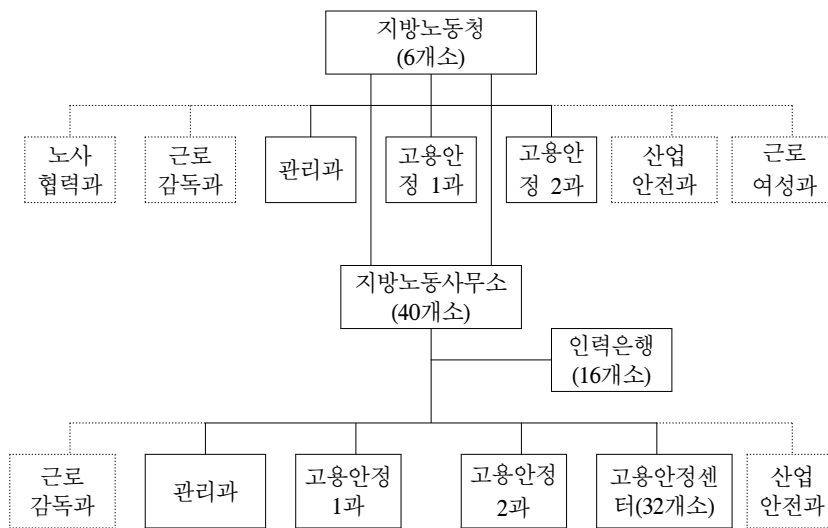 지방노동청
(6개소)
노사
협력과
근로
감독과
관리과
고용안
정 1과
고용안
정 2과
산업
안전과
근로
여성과
지방노동사무소
(40개소)
인력은행
(16개소)
근로
감독과
관리과
고용안정
1과
고용안정
2과
고용안정센
터(32개소)
산업
안전과